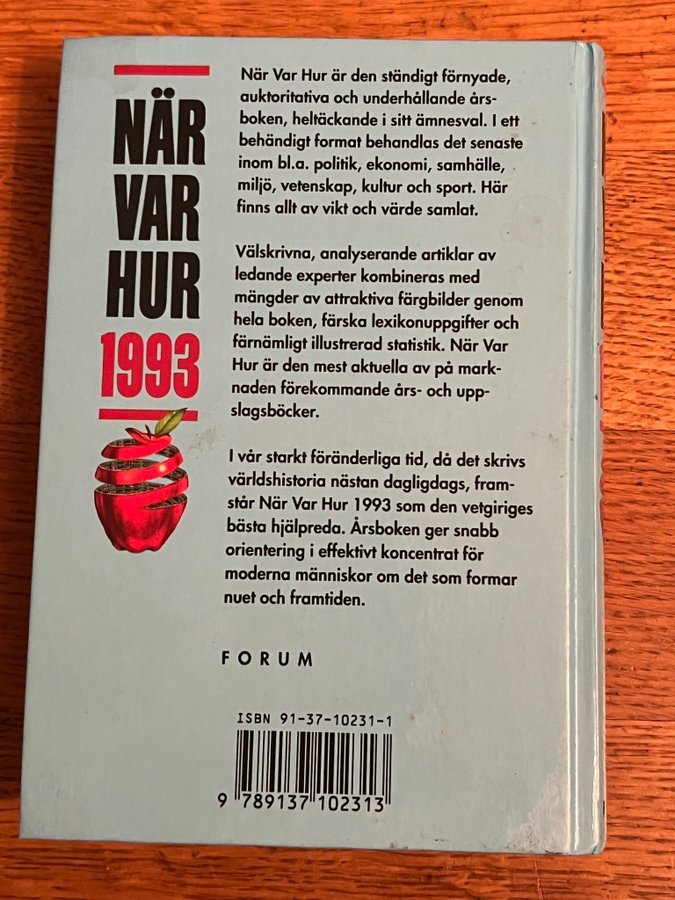 NÄR
VAR
HUR
1993
När Var Hur är den ständigt förnyade,
auktoritativa och underhållande års-
boken, heltäckande i sitt ämnesval. I ett
behändigt format behandlas det senaste
inom bl.a. politik, ekonomi, samhälle,
miljö, vetenskap, kultur och sport. Här
finns allt av vikt och värde samlat.
Välskrivna, analyserande artiklar av
ledande experter kombineras med
mängder av attraktiva färgbilder genom
hela boken, färska lexikonuppgifter och
färnämligt illustrerad statistik. När Var
Hur är den mest aktuella av på mark-
naden förekommande års- och upp-
slagsböcker.
I vår starkt föränderliga tid, då det skrivs
världshistoria nästan dagligdags, fram-
står När Var Hur 1993 som den vetgiriges
bästa hjälpreda. Årsboken ger snabb
orientering i effektivt koncentrat för
moderna människor om det som formar
nuet och framtiden.
FORUM
ISBN 91-37-10231-1
9 789137 102313